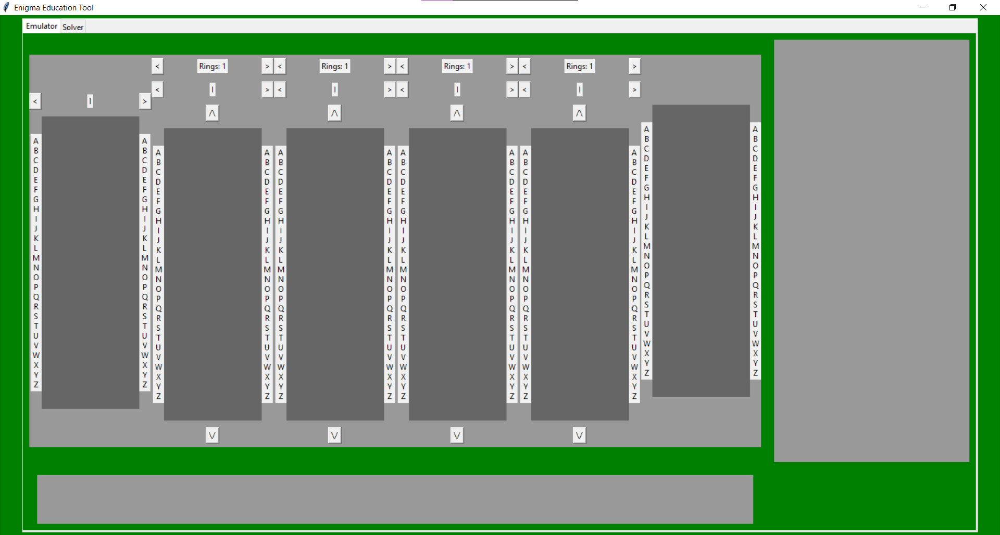 Enigma Education Tool
Emulator Solver
< Rings: 1 > < Rings: 1 > < Rings: 1 > < Rings: 1 >
< I > < I > < I > < I >
< I >
/\ /\ /\ /\
A A A A A A A A A A A A
B B B B B B B B B B B B
C C C C C C C C C C C C
D D D D D D D D D D D D
E E E E E E E E E E E E
F F F F F F F F F F F F
G G G G G G G G G G G G
H H H H H H H H H H H H
I I I I I I I I I I I I
J J J J J J J J J J J J
K K K K K K K K K K K K
L L L L L L L L L L L L
M M M M M M M M M M M M
N N N N N N N N N N N N
O O O O O O O O O O O O
P P P P P P P P P P P P
Q Q Q Q Q Q Q Q Q Q Q Q
R R R R R R R R R R R R
S S S S S S S S S S S S
T T T T T T T T T T T T
U U U U U U U U U U U U
V V V V V V V V V V V V
W W W W W W W W W W W W
X X X X X X X X X X X X
Y Y Y Y Y Y Y Y Y Y Y Y
Z Z Z Z Z Z Z Z Z Z Z Z
\/ \/ \/ \/